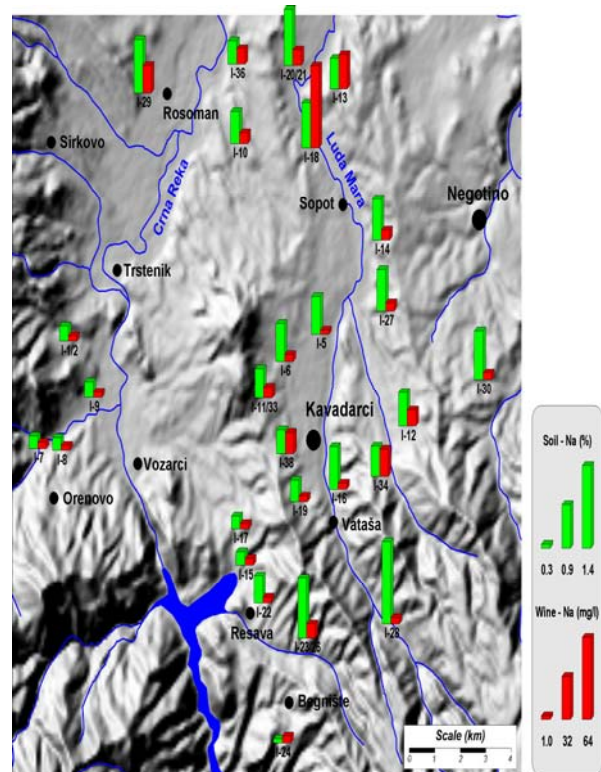 I-36
I-20/21
I-13
I-29
Rosoman
I-10
I-18
Sirkovo
Crna Reka
Luda Mara
Negotino
Sopot
I-14
Trstenik
I-27
I-5
I-1/2
I-6
I-30
I-9
I-11/33
I-12
Kavadarci
I-7
I-8
I-38
I-34
Vozarci
I-16
Orenovo
I-19
I-17
Vataša
I-15
I-22
Resava
I-28
I-23/25
Begnište
I-24
Scale (km)
0 1 2 3 4
Soil - Na (%)
0.3 0.9 1.4
Wine - Na (mg/l)
1.0 32 64